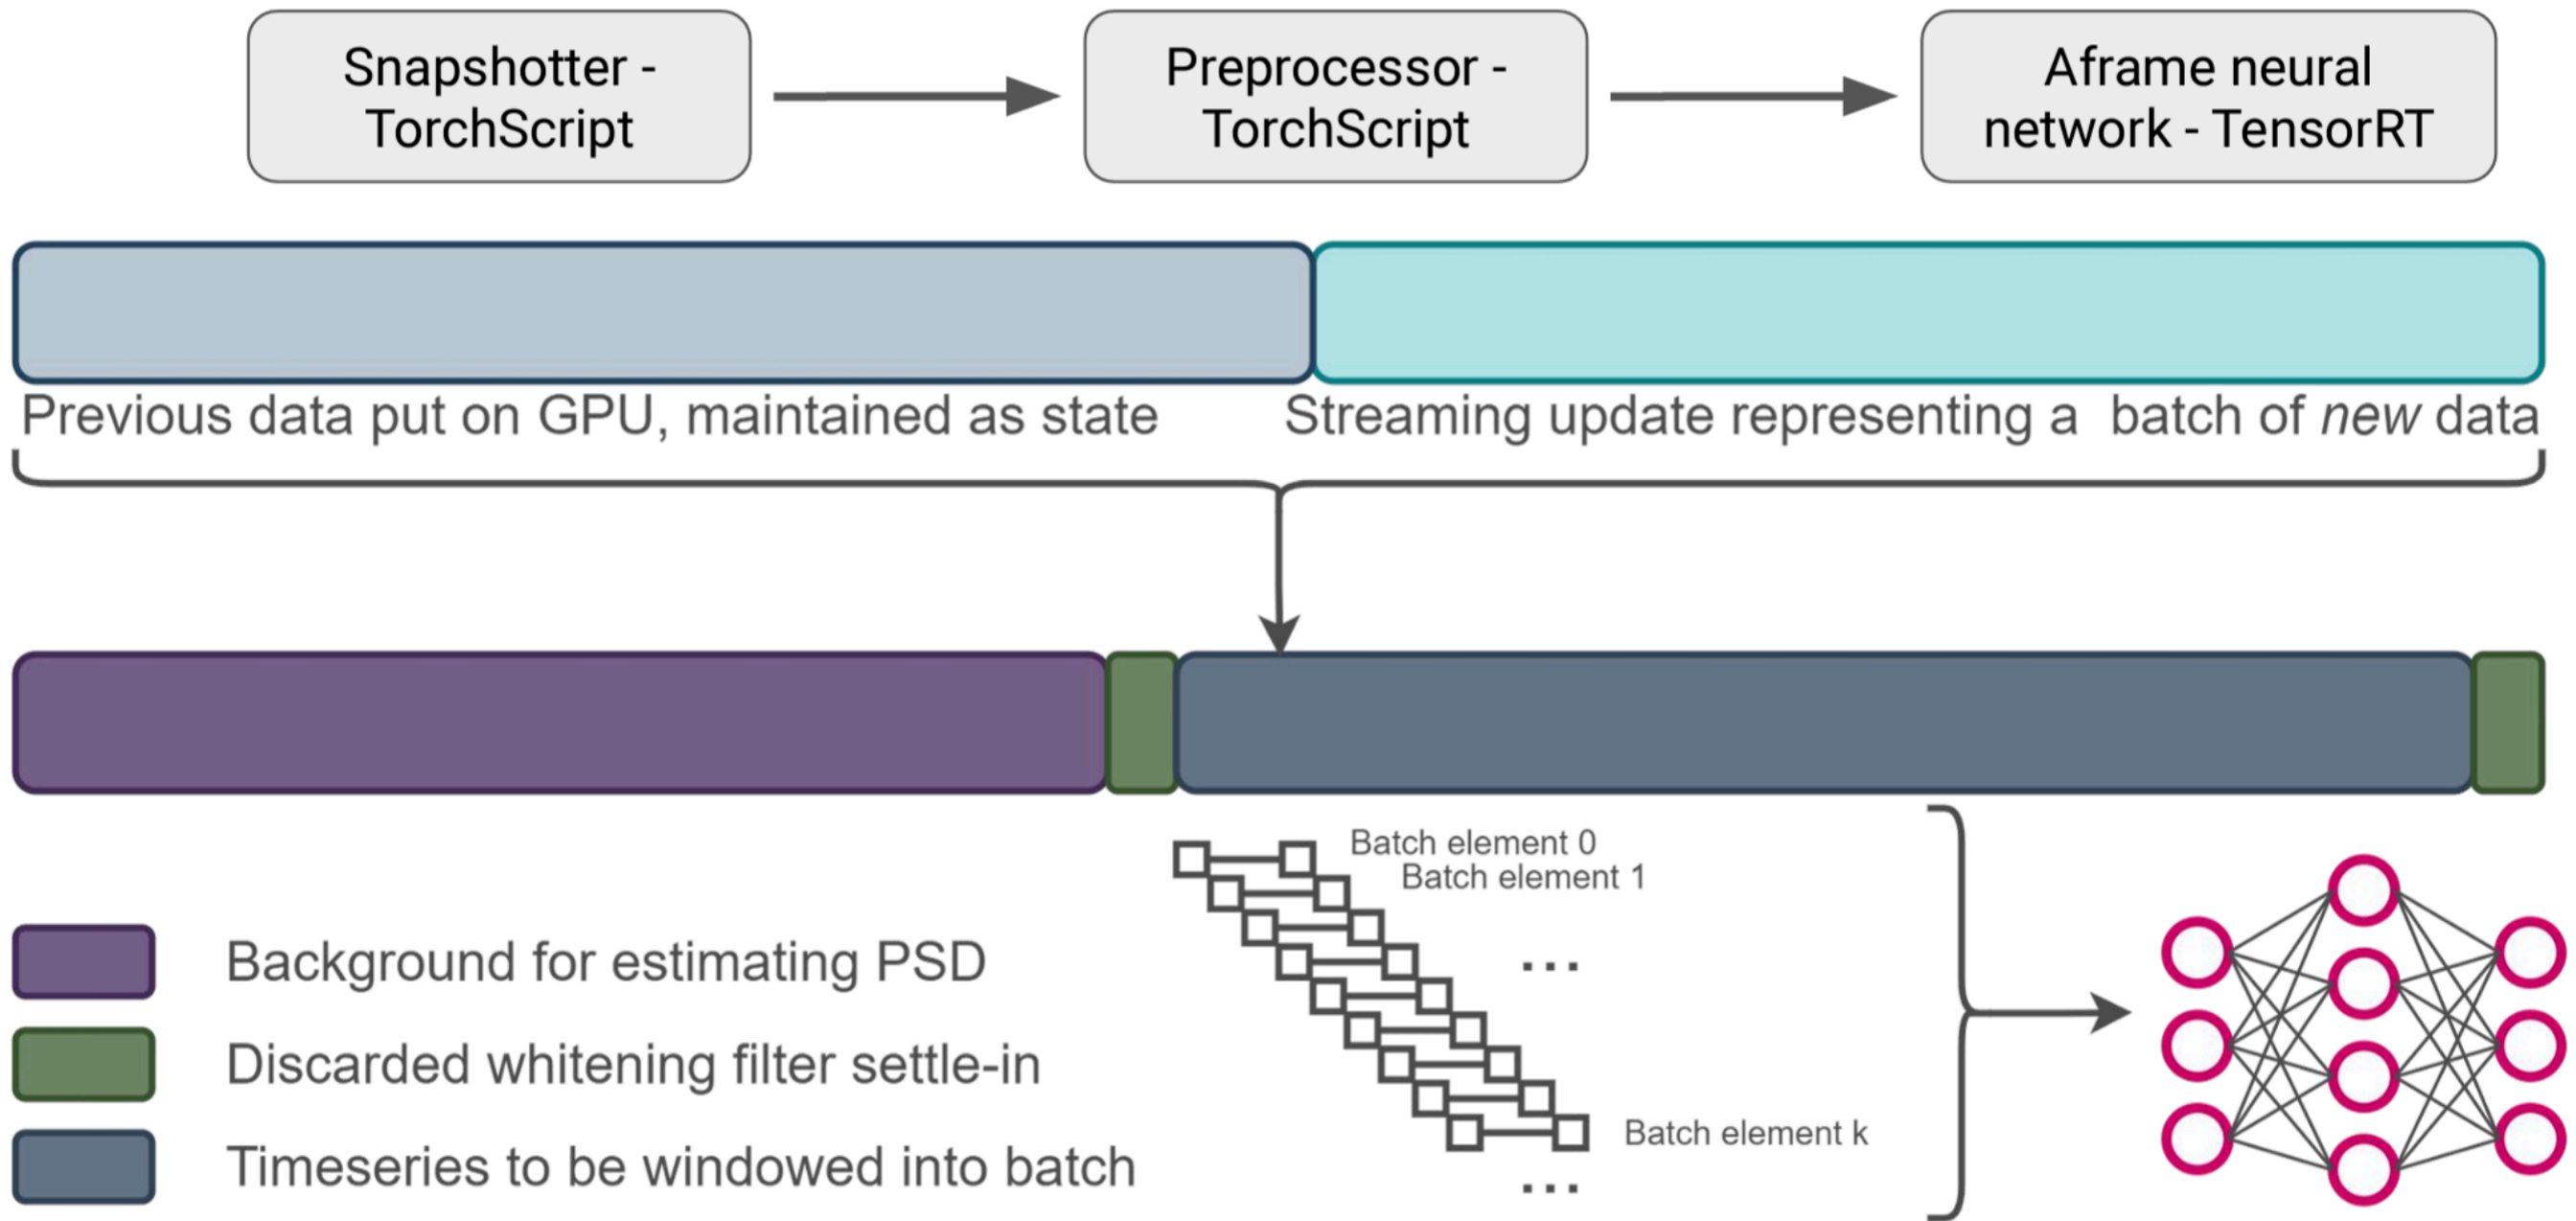 Snapshotter -
TorchScript
Preprocessor -
TorchScript
Aframe neural
network - TensorRT
Previous data put on GPU, maintained as state
Streaming update representing a batch of new data
Batch element 0
Batch element 1
...
Batch element k
...
Background for estimating PSD
Discarded whitening filter settle-in
Timeseries to be windowed into batch